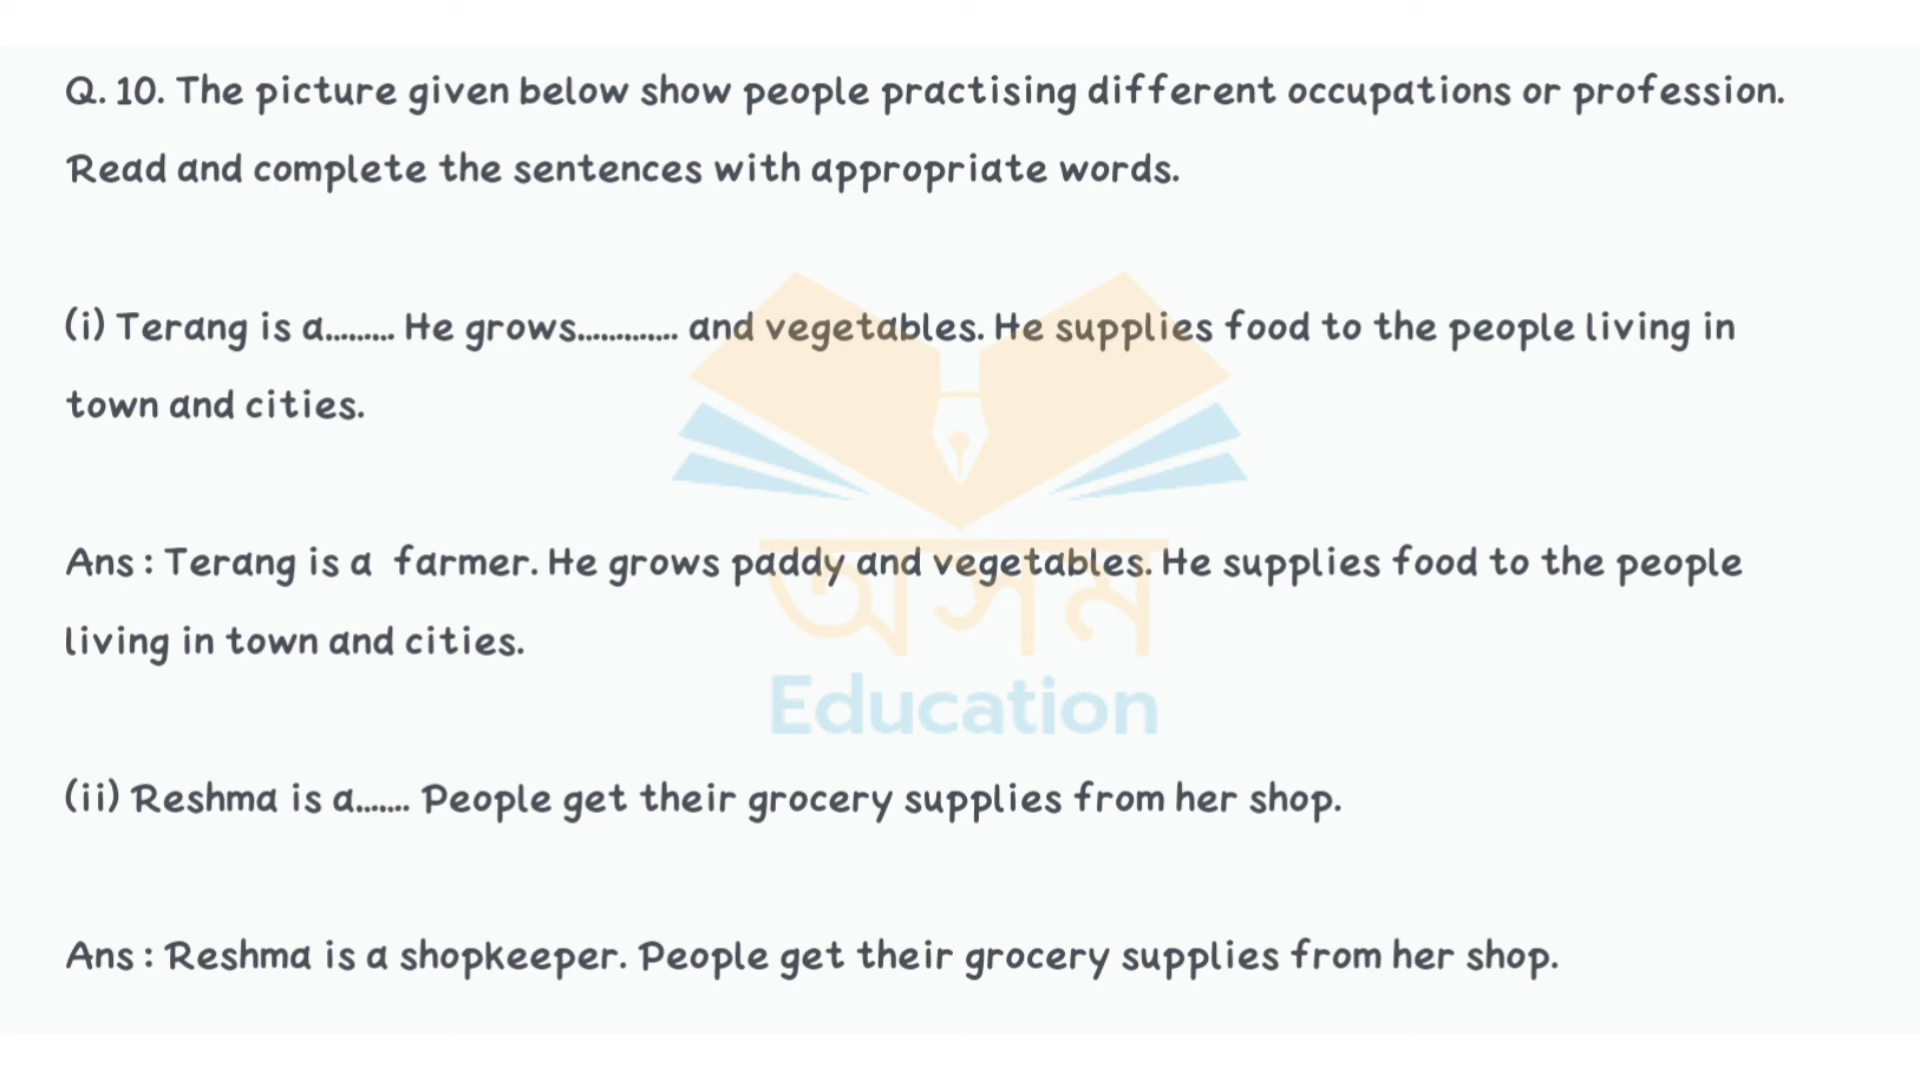 Q. 10. The picture given below show people practising different occupations or profession.
Read and complete the sentences with appropriate words.
(i) Terang is a......... He grows............. and vegetables. He supplies food to the people living in
town and cities.
Ans : Terang is a farmer. He grows paddy and vegetables. He supplies food to the people
অসম
living in town and cities.
Education
(ii) Reshma is a....... People get their grocery supplies from her shop.
Ans : Reshma is a shopkeeper. People get their grocery supplies from her shop.